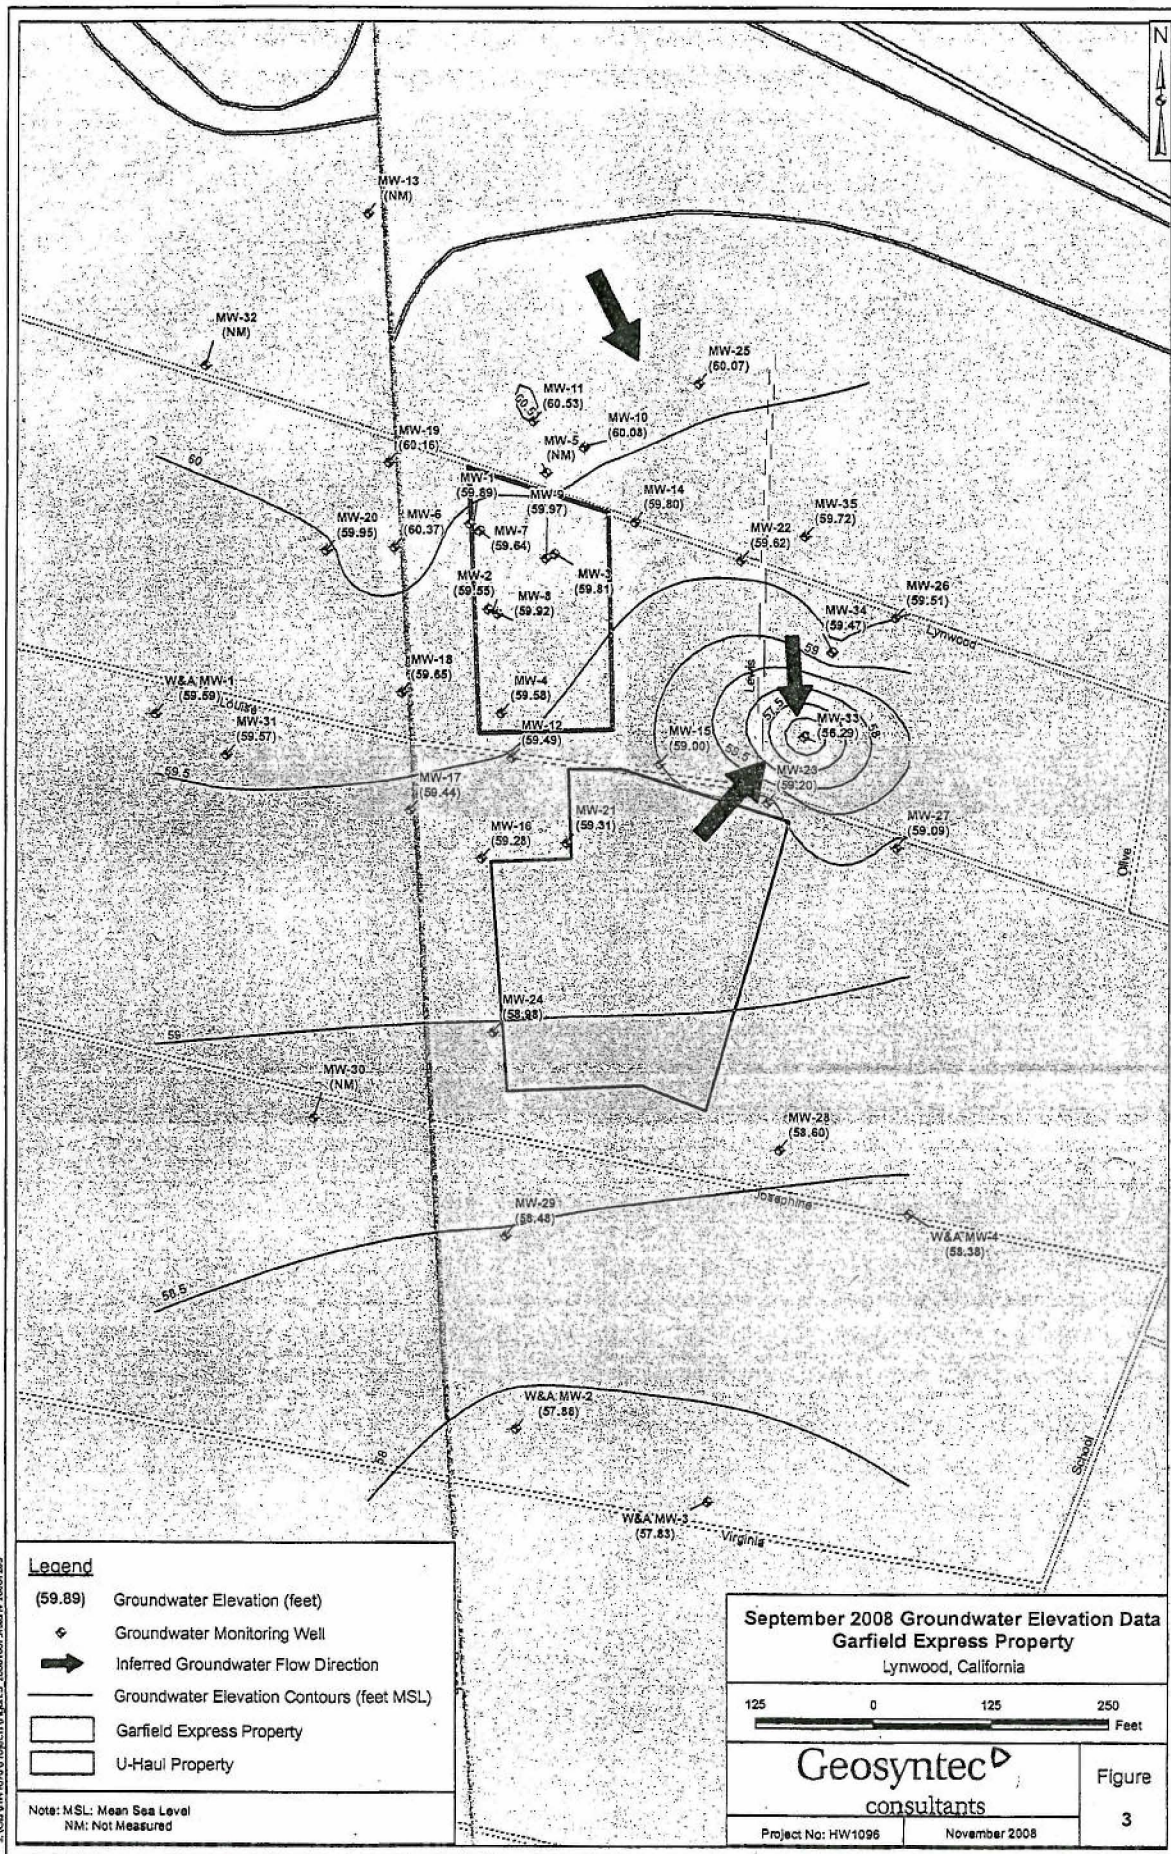 N
MW-13
(NM)
MW-32
(NM)
MW-25
(60.07)
MW-11
(60.53)
60.5
MW-10
(60.08)
MW-5
(NM)
MW-19
(60.16)
60
MW-1
(59.89)
MW-9
(59.97)
MW-14
(59.80)
MW-35
(59.72)
MW-20
(59.95)
MW-6
(60.37)
MW-7
(59.64)
MW-22
(59.62)
MW-2
(59.55)
MW-3
(59.81)
MW-8
(59.92)
MW-26
(59.51)
MW-34
(59.47)
Lynwood
59
MW-18
(59.65)
Lewis
W&A MW-1
(59.59)
Louise
MW-4
(59.58)
57.5
MW-33
(56.29)
58
MW-31
(59.57)
MW-12
(59.49)
MW-15
(59.00)
59.5
59.5
MW-23
(59.20)
MW-17
(59.44)
MW-16
(59.28)
MW-21
(59.31)
MW-27
(59.09)
Olive
MW-24
(58.98)
59
MW-30
(NM)
MW-28
(58.60)
MW-29
(58.48)
Josephine
W&A MW-4
(58.38)
58.5
W&A MW-2
(57.86)
58
School
W&A MW-3
(57.83)
Virginia
Legend
(59.89) Groundwater Elevation (feet)
Groundwater Monitoring Well
Inferred Groundwater Flow Direction
Groundwater Elevation Contours (feet MSL)
Garfield Express Property
U-Haul Property
Note: MSL: Mean Sea Level
NM: Not Measured
September 2008 Groundwater Elevation Data
Garfield Express Property
Lynwood, California
125 0 125 250
Feet
Geosyntec
consultants
Figure
3
Project No: HW1096 November 2008